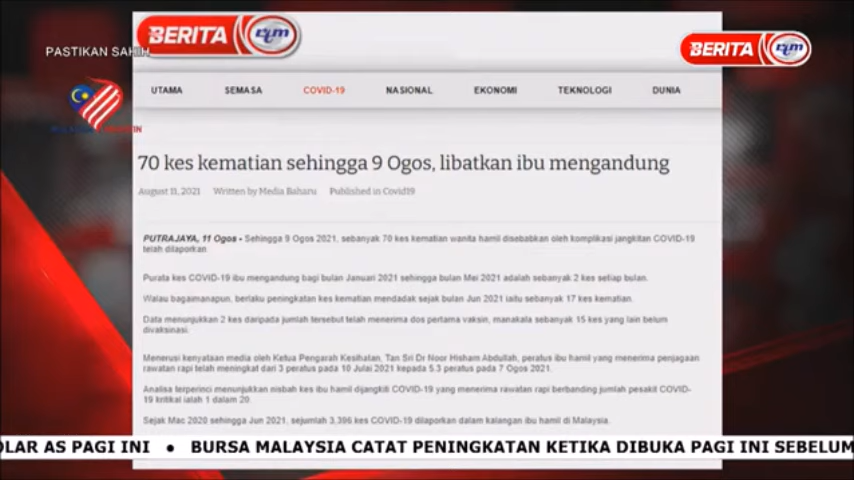 BERITA RTM
BERITA RTM
PASTIKAN SAHIH
UTAMA SEMASA COVID-19 NASIONAL EKONOMI TEKNOLOGI DUNIA
70 kes kematian sehingga 9 Ogos, libatkan ibu mengandung
August 11, 2021 Written by Media Baharu Published in Covid19
PUTRAJAYA, 11 Ogos - Sehingga 9 Ogos 2021, sebanyak 70 kes kematian wanita hamil disebabkan oleh komplikasi jangkitan COVID-19
telah dilaporkan
Purata kes COVID-19 ibu mengandung bagi bulan Januari 2021 sehingga bulan Mei 2021 adalah sebanyak 2 kes setiap bulan.
Walau bagaimanapun, berlaku peningkatan kes kematian mendadak sejak bulan Jun 2021 iaitu sebanyak 17 kes kematian.
Data menunjukkan 2 kes daripada jumlah tersebut telah menerima dos pertama vaksin, manakala sebanyak 15 kes yang lain belum
divaksinasi.
Menerusi kenyataan media oleh Ketua Pengarah Kesihatan, Tan Sri Dr Noor Hisham Abdullah, peratus ibu hamil yang menerima penjagaan
rawatan rapi telah meningkat dari 3 peratus pada 10 Julai 2021 kepada 5.3 peratus pada 7 Ogos 2021.
Analisa terperinci menunjukkan nisbah kes ibu hamil dijangkiti COVID-19 yang menerima rawatan rapi berbanding jumlah pesakit COVID-
19 kritikal ialah 1 dalam 20.
Sejak Mac 2020 sehingga Jun 2021, sejumlah 3,396 kes COVID-19 dilaporkan dalam kalangan ibu hamil di Malaysia.
OLAR AS PAGI INI • BURSA MALAYSIA CATAT PENINGKATAN KETIKA DIBUKA PAGI INI SEBELUM